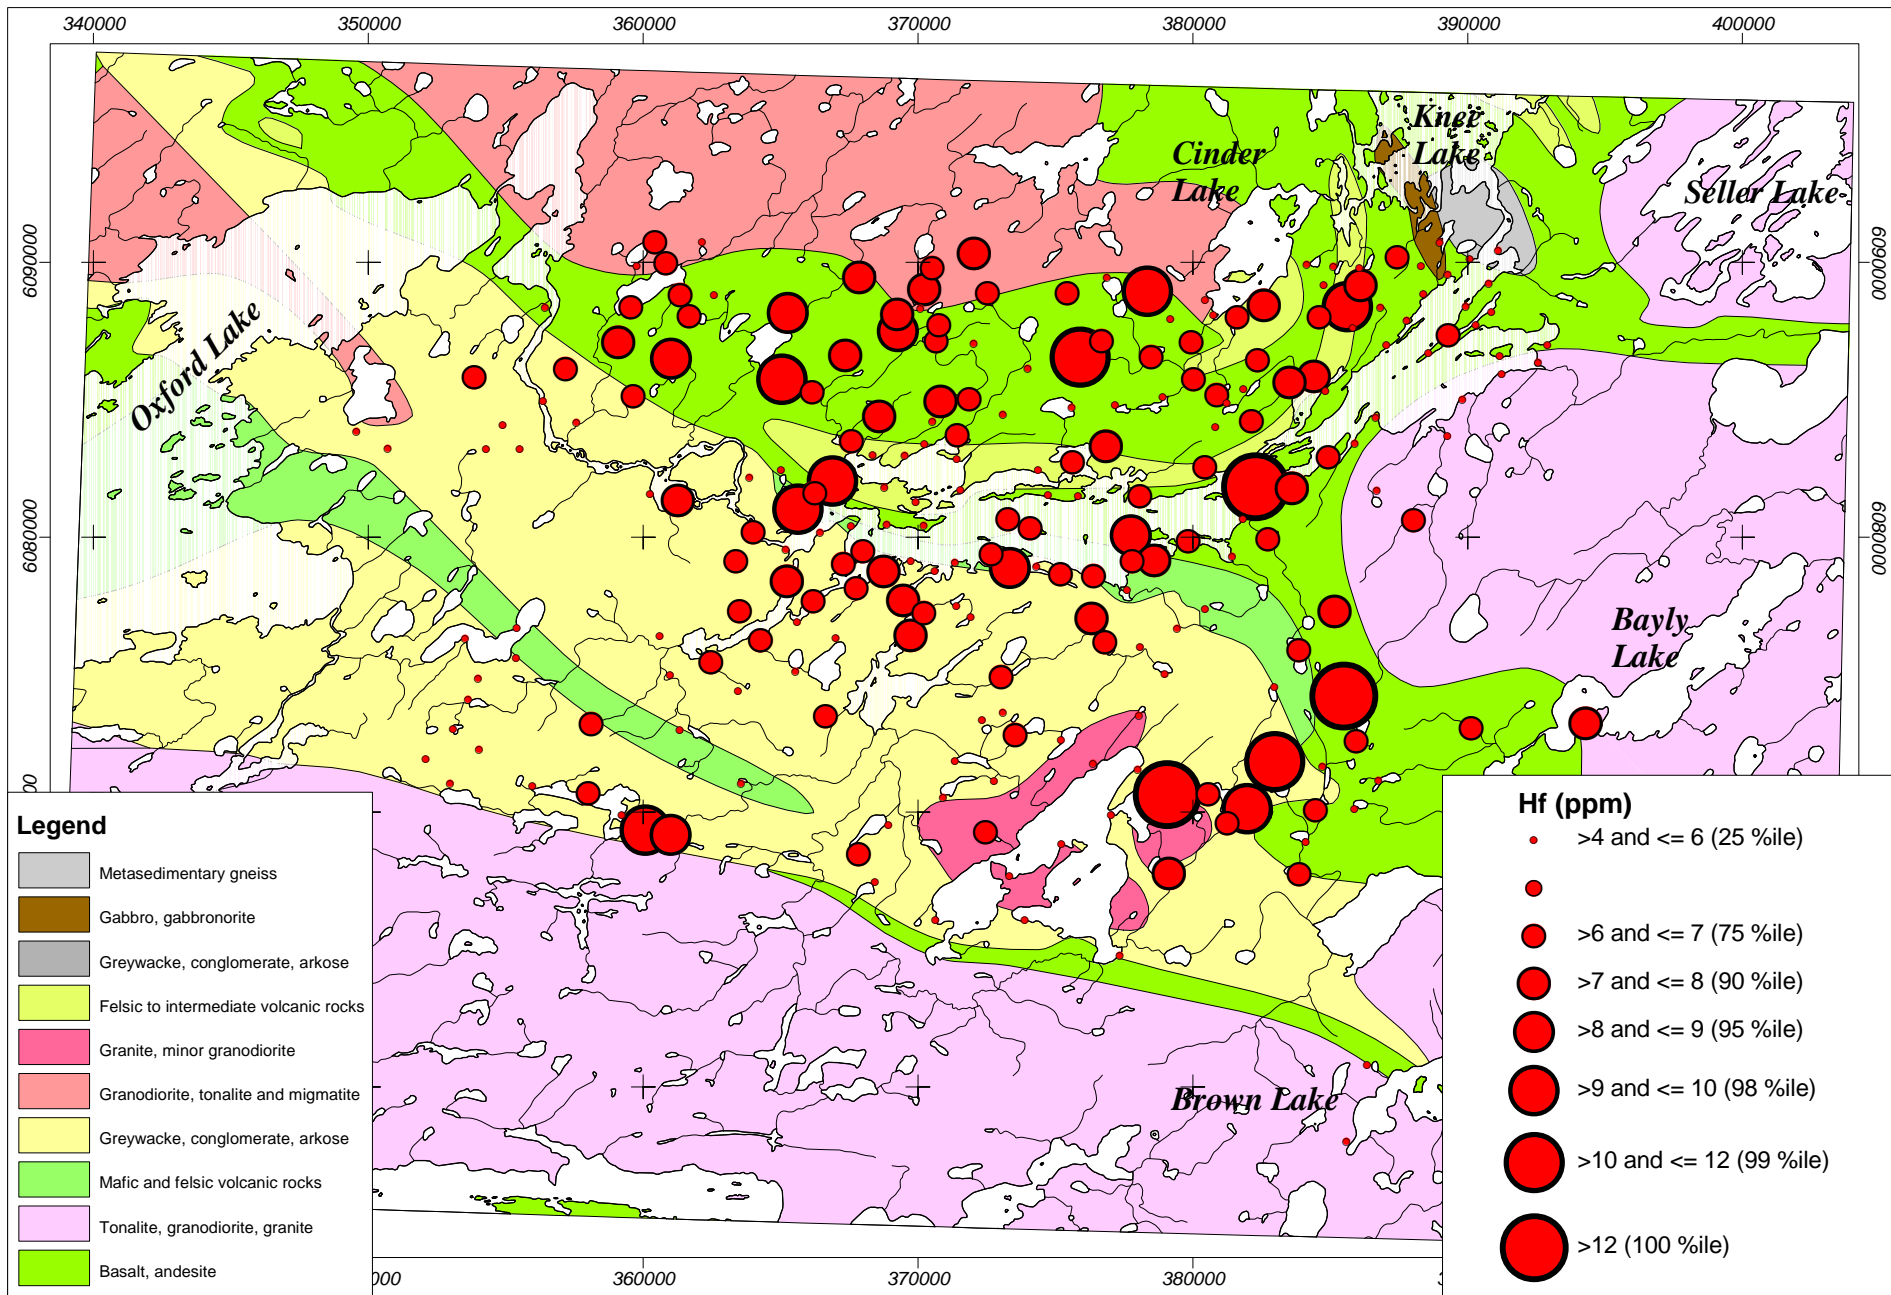 340000
350000
360000
370000
380000
390000
400000
Knee
Lake
Cinder
Lake
Seller Lake
6090000
6090000
Oxford Lake
6080000
6080000
Bayly
Lake
00
Brown Lake
Legend
Metasedimentary gneiss
Gabbro, gabbronorite
Greywacke, conglomerate, arkose
Felsic to intermediate volcanic rocks
Granite, minor granodiorite
Granodiorite, tonalite and migmatite
Greywacke, conglomerate, arkose
Mafic and felsic volcanic rocks
Tonalite, granodiorite, granite
Basalt, andesite
Hf (ppm)
>4 and <= 6 (25 %ile)
>6 and <= 7 (75 %ile)
>7 and <= 8 (90 %ile)
>8 and <= 9 (95 %ile)
>9 and <= 10 (98 %ile)
>10 and <= 12 (99 %ile)
>12 (100 %ile)
360000
370000
380000